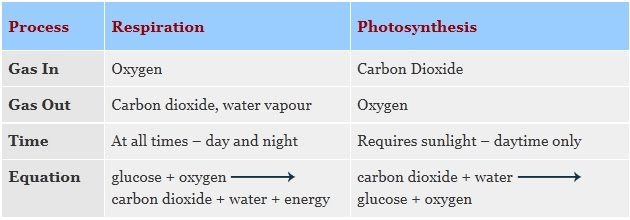 Process Respiration Photosynthesis
Gas In Oxygen Carbon Dioxide
Gas Out Carbon dioxide, water vapour Oxygen
Time At all times – day and night Requires sunlight – daytime only
Equation glucose + oxygen ⟶ carbon dioxide + water ⟶
carbon dioxide + water + energy glucose + oxygen